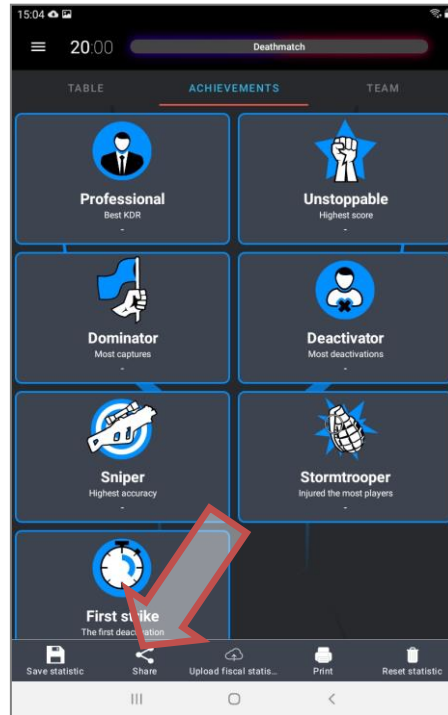 15:04
20:00 Deathmatch
TABLE ACHIEVEMENTS TEAM
Professional
Best KDR
-
Unstoppable
Highest score
-
Dominator
Most captures
-
Deactivator
Most deactivations
-
Sniper
Highest accuracy
-
Stormtrooper
Injured the most players
-
First strike
The first deactivation
Save statistic Share Upload fiscal statis... Print Reset statistic